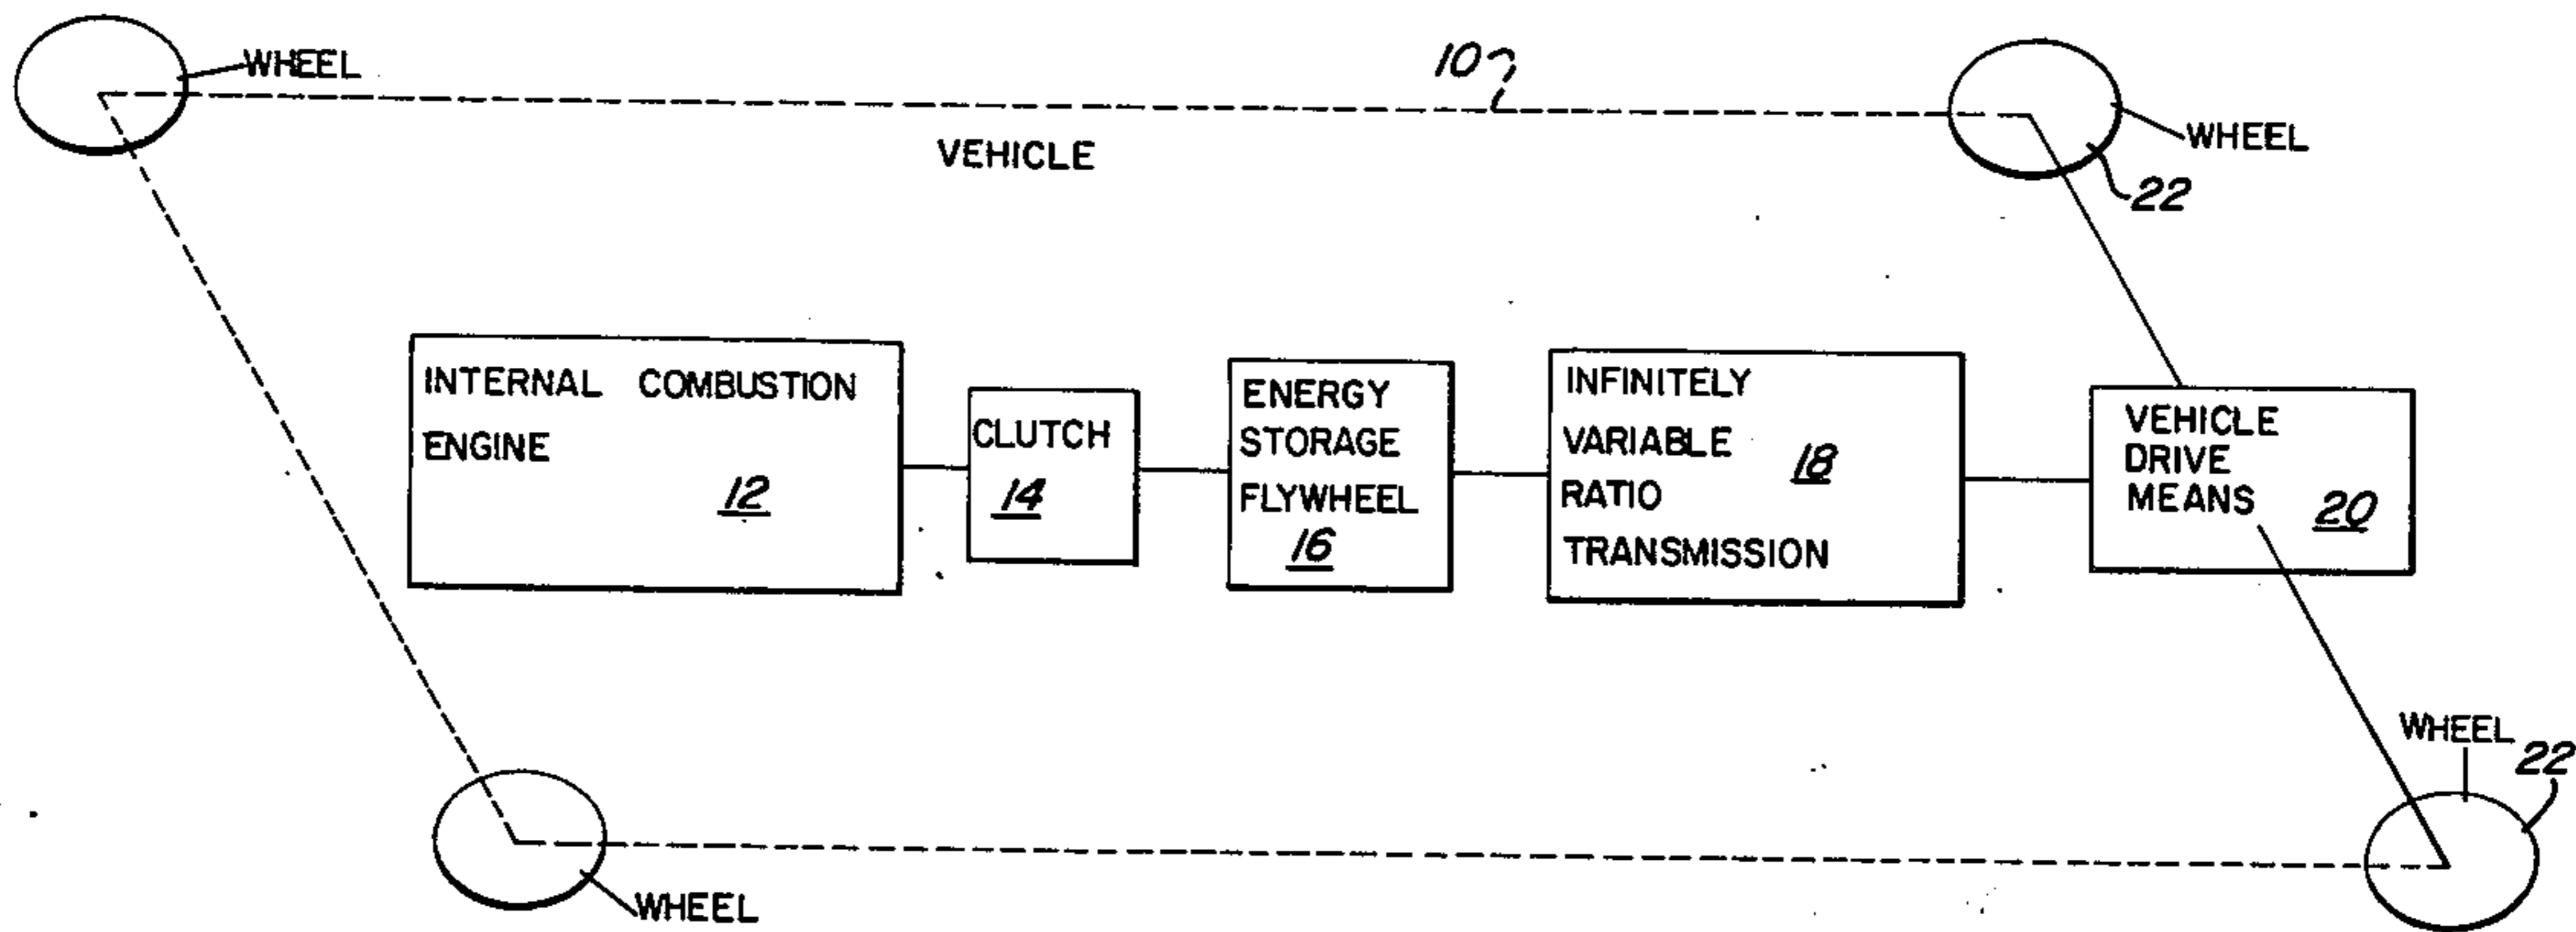 WHEEL
10
VEHICLE
WHEEL
22
INTERNAL COMBUSTION
ENGINE
12
CLUTCH
14
ENERGY
STORAGE
FLYWHEEL
16
INFINITELY
VARIABLE
RATIO
TRANSMISSION
18
VEHICLE
DRIVE
MEANS
20
WHEEL
22
WHEEL